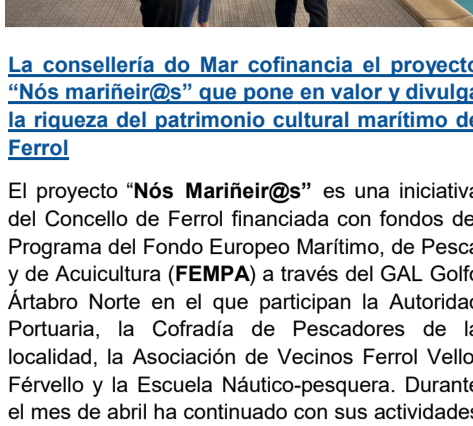 La consellería do Mar cofinancia el proyecto
“Nós mariñeir@s” que pone en valor y divulga
la riqueza del patrimonio cultural marítimo de
Ferrol
El proyecto “Nós Mariñeir@s” es una iniciativa
del Concello de Ferrol financiada con fondos de
Programa del Fondo Europeo Marítimo, de Pesca
y de Acuicultura (FEMPA) a través del GAL Golfo
Ártabro Norte en el que participan la Autoridad
Portuaria, la Cofradía de Pescadores de la
localidad, la Asociación de Vecinos Ferrol Vello
Férvello y la Escuela Náutico-pesquera. Durante
el mes de abril ha continuado con sus actividades